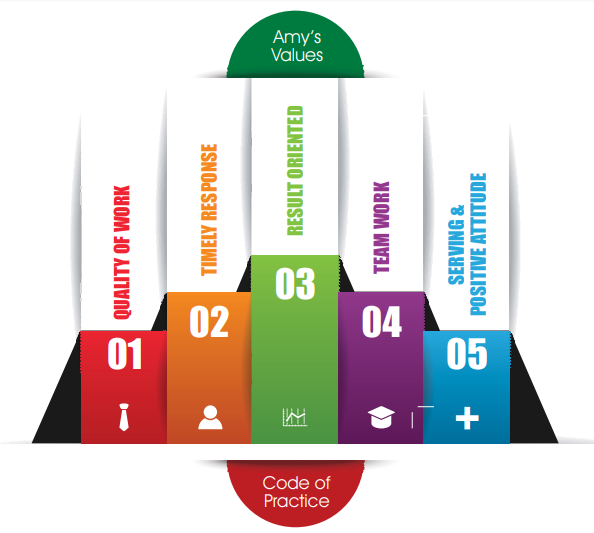 Amy's
Values
QUALITY OF WORK
TIMELY RESPONSE
RESULT ORIENTED
TEAM WORK
SERVING &
POSITIVE ATTITUDE
01
02
03
04
05
Code of
Practice